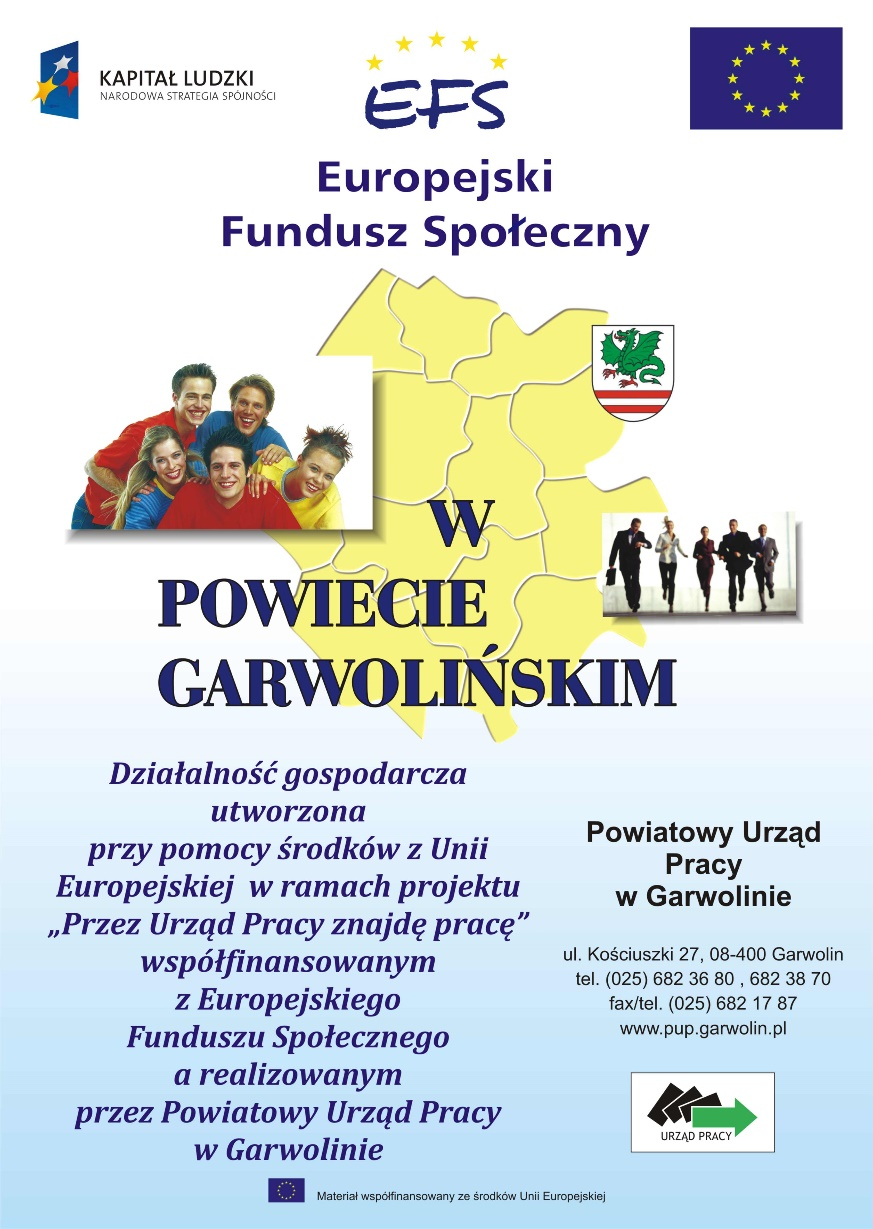 KAPITAŁ LUDZKI
NARODOWA STRATEGIA SPÓJNOŚCI
EFS
Europejski
Fundusz Społeczny
W
POWIECIE
GARWOLIŃSKIM
Działalność gospodarcza
utworzona
przy pomocy środków z Unii
Europejskiej w ramach projektu
„Przez Urząd Pracy znajdę pracę”
współfinansowanym
z Europejskiego
Funduszu Społecznego
a realizowanym
przez Powiatowy Urząd Pracy
w Garwolinie
Powiatowy Urząd
Pracy
w Garwolinie
ul. Kościuszki 27, 08-400 Garwolin
tel. (025) 682 36 80 , 682 38 70
fax/tel. (025) 682 17 87
www.pup.garwolin.pl
URZĄD PRACY
Materiał współfinansowany ze środków Unii Europejskiej